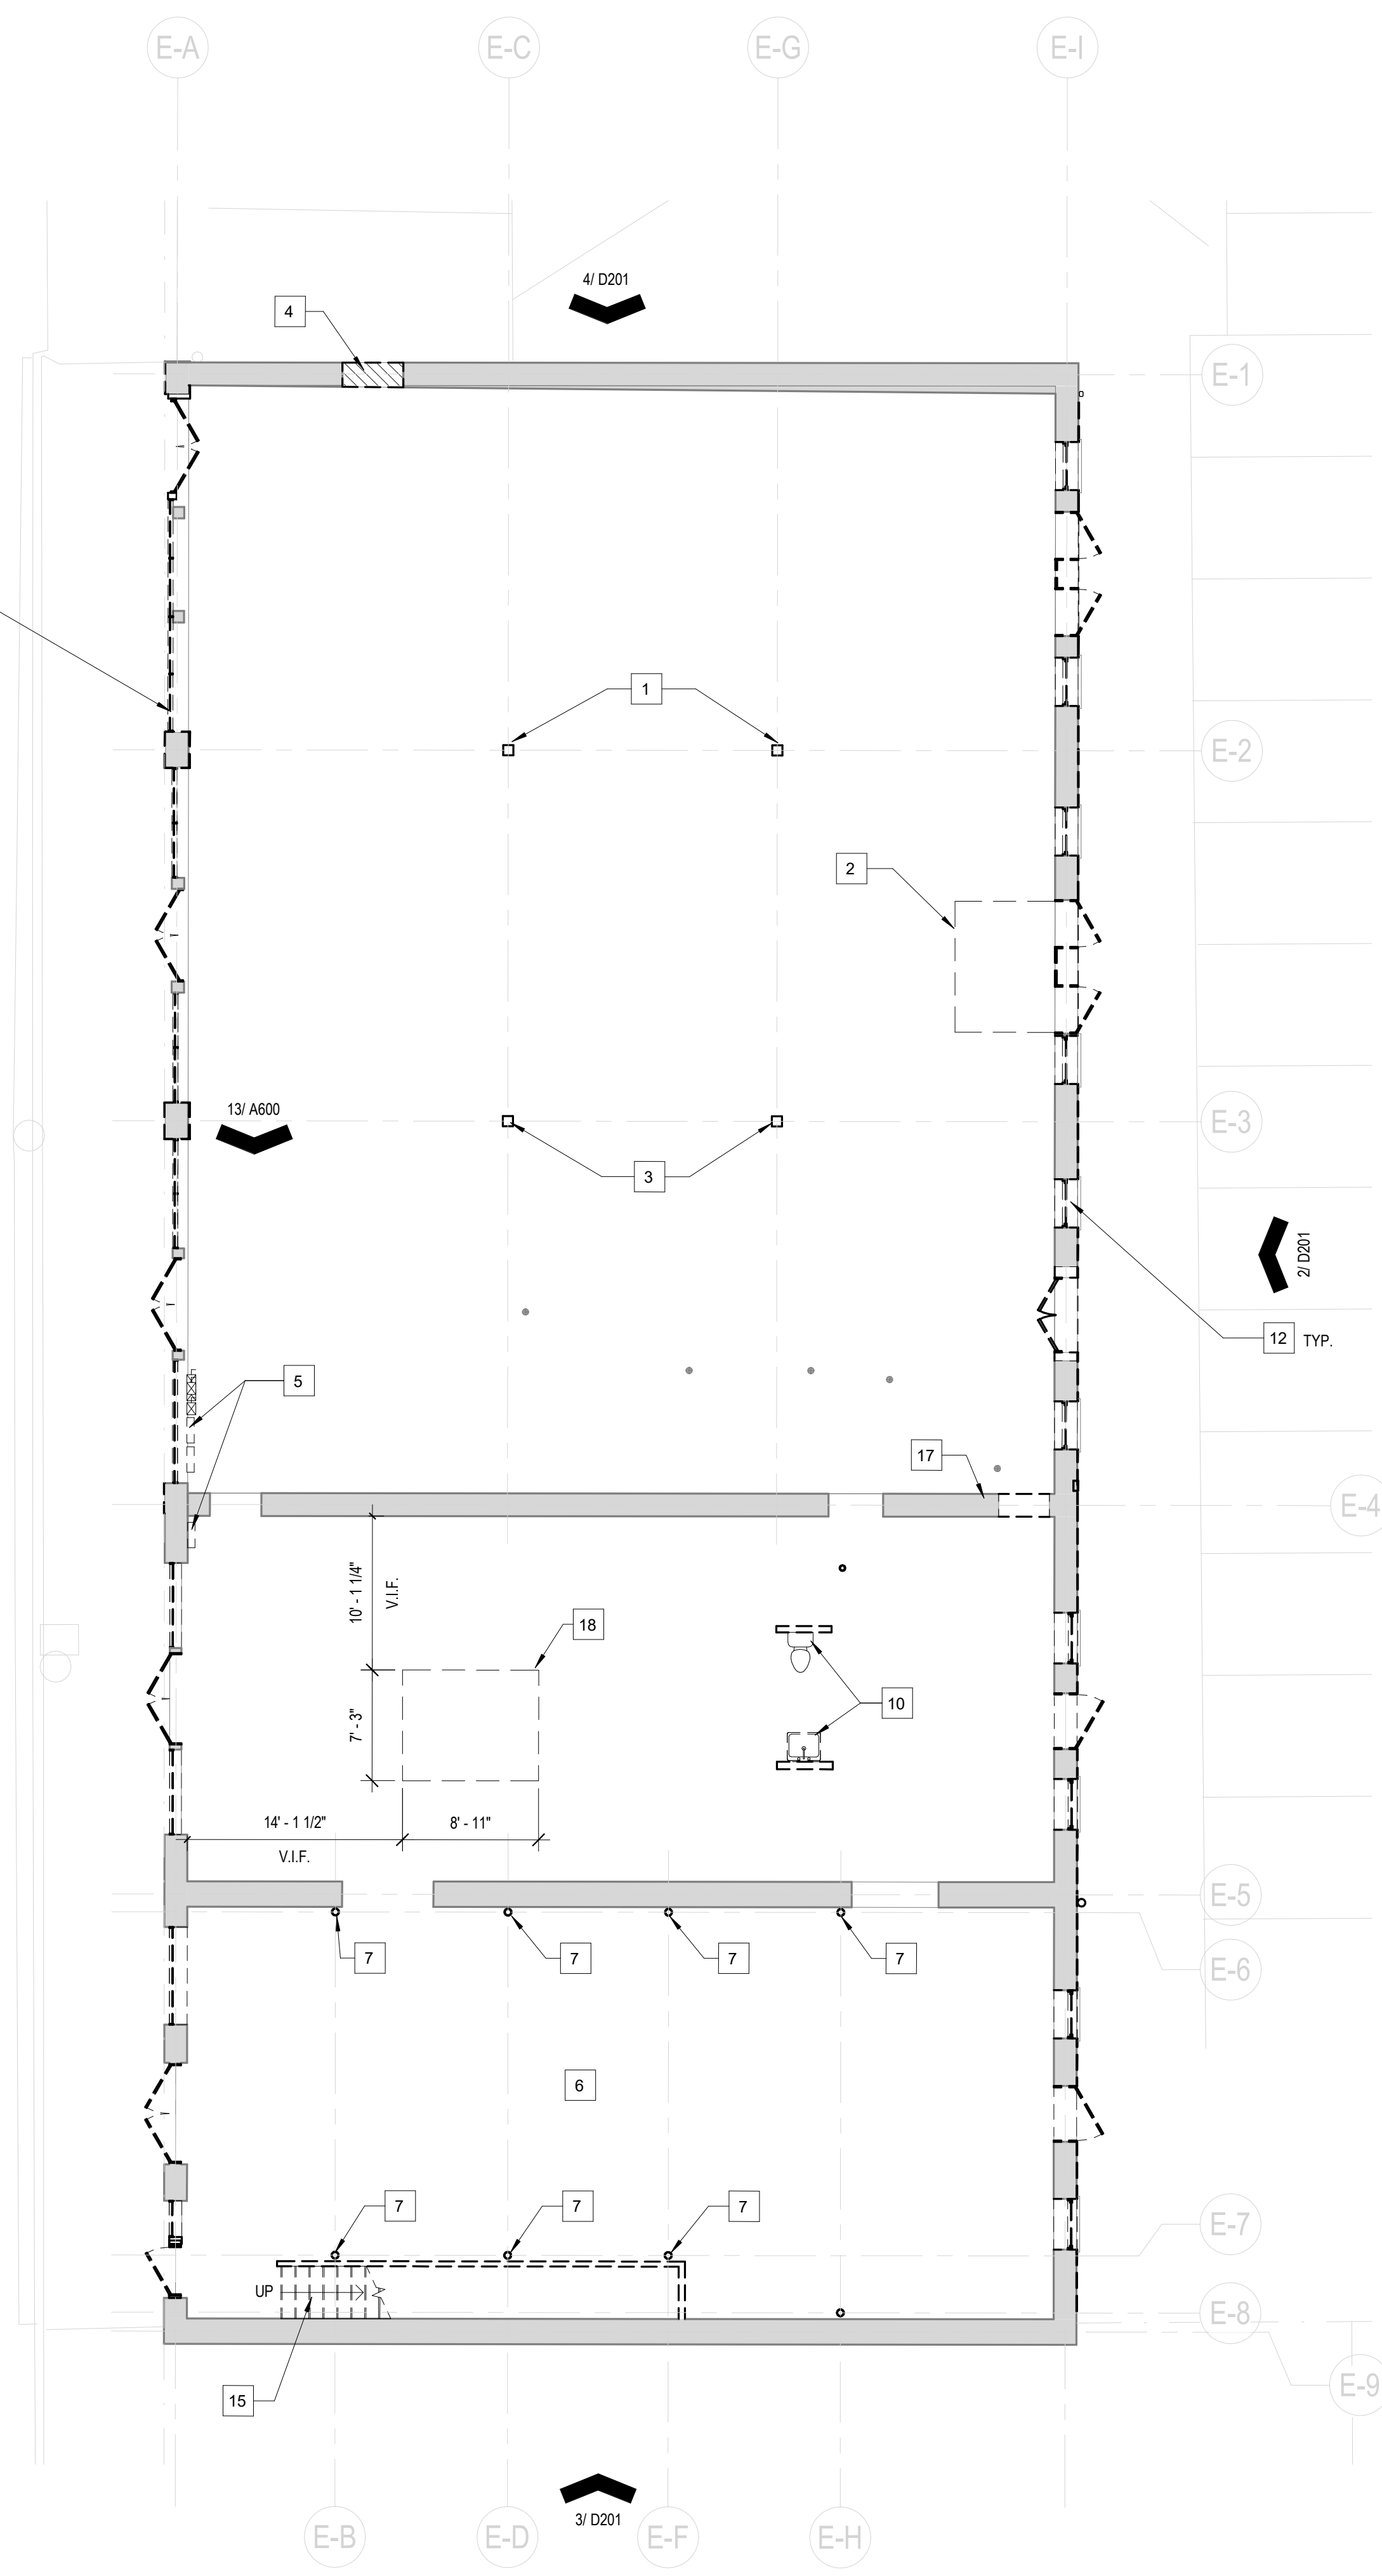 E-A
E-C
E-G
E-I
4/ D201
4
E-1
1
E-2
2
13/ A600
E-3
3
2/ D201
12 TYP.
5
17
E-4
10' - 1 1/4"
V.I.F.
18
7' - 3"
10
14' - 1 1/2"
8' - 11"
V.I.F.
E-5
7
7
7
7
E-6
6
7
7
7
E-7
UP
E-8
15
E-9
3/ D201
E-B
E-D
E-F
E-H